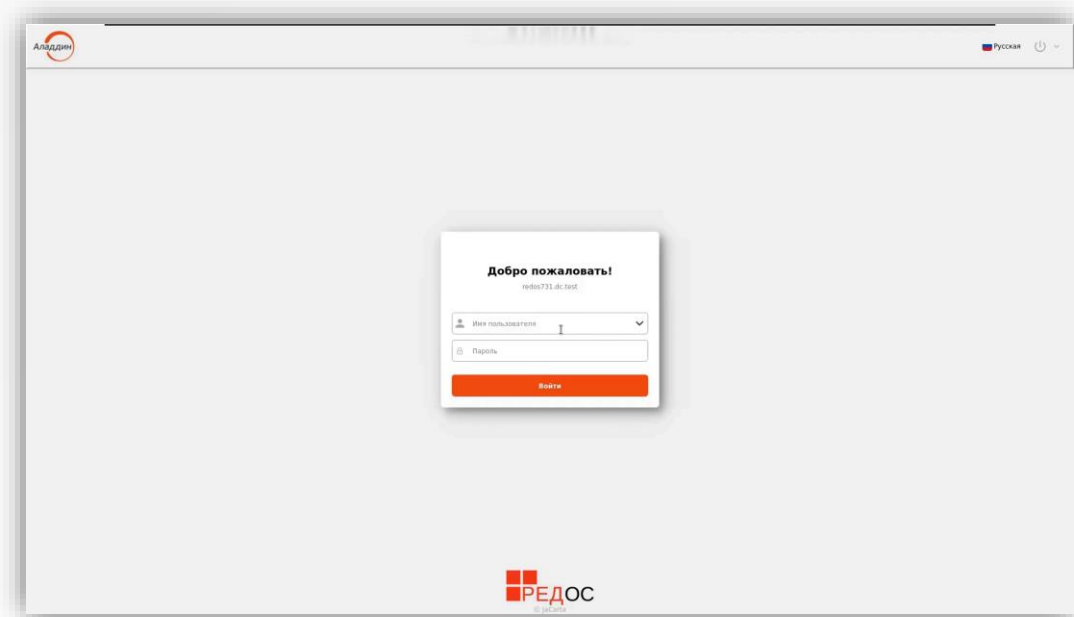 Аладдин
Русская
Добро пожаловать!
redos731.dc.test
Имя пользователя
Пароль
Войти
РЕДОС
© JaCarta